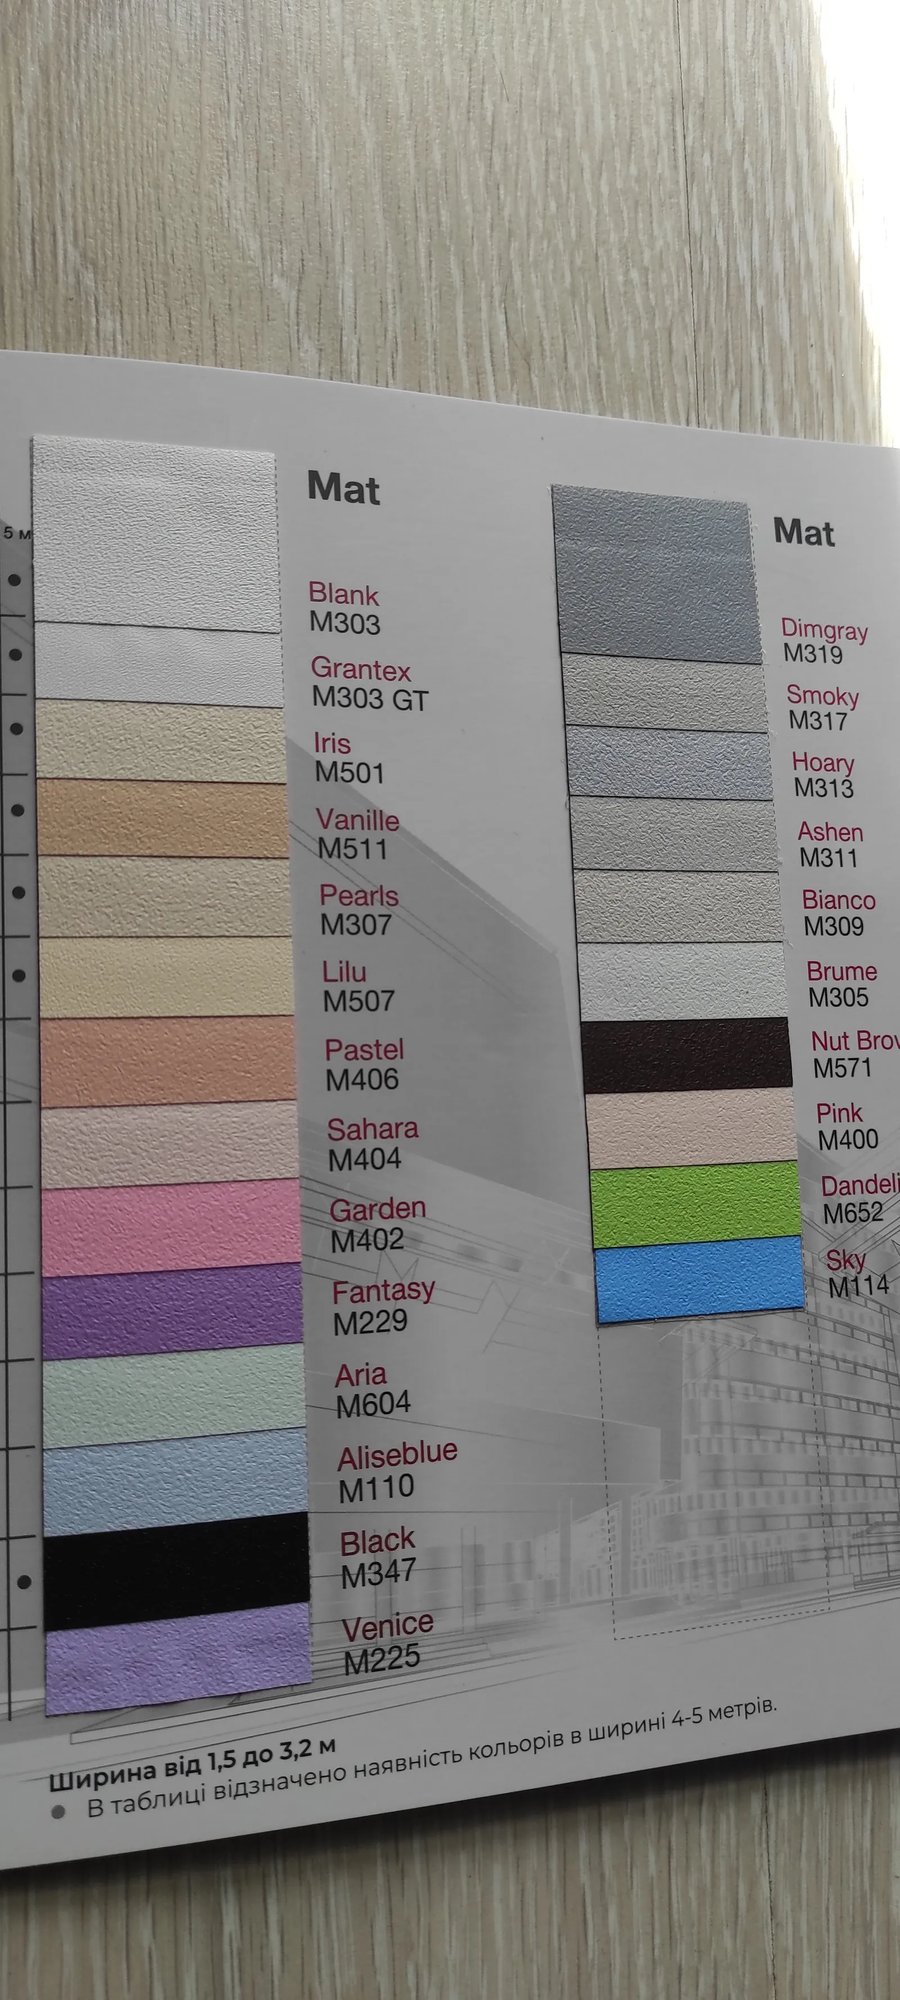 5 м
Mat
Blank
M303
Grantex
M303 GT
Iris
M501
Vanille
M511
Pearls
M307
Lilu
M507
Pastel
M406
Sahara
M404
Garden
M402
Fantasy
M229
Aria
M604
Aliseblue
M110
Black
M347
Venice
M225
Mat
Dimgray
M319
Smoky
M317
Hoary
M313
Ashen
M311
Bianco
M309
Brume
M305
Nut
M571
Pink
M400
M652
Sky
M114
Ширина від 1,5 до 3,2 м
● В таблиці відзначено наявність кольорів в ширині 4-5 метрів.